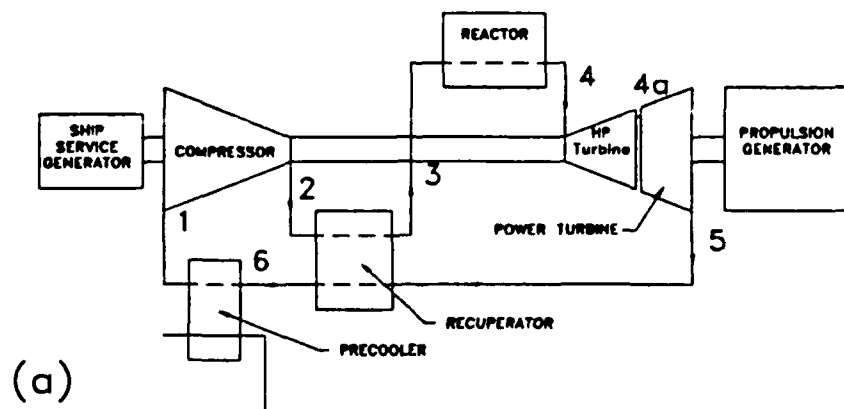 REACTOR
4
4a
SHIP
SERVICE
GENERATOR
COMPRESSOR
HP
Turbine
PROPULSION
GENERATOR
2
3
1
POWER TURBINE
5
6
RECUPERATOR
PRECOOLER
(a)